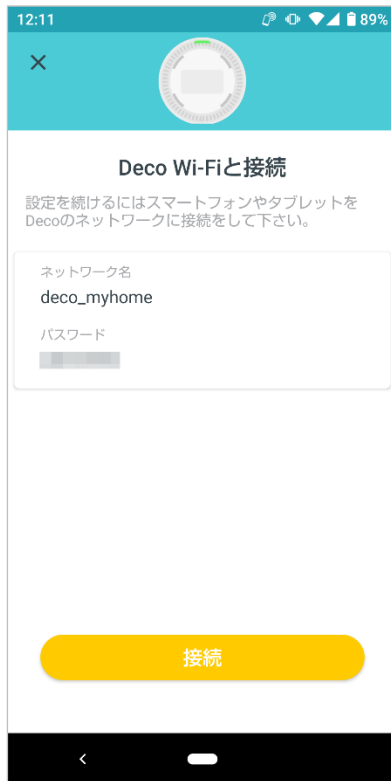 12:11
89%
Deco Wi-Fiと接続
設定を続けるにはスマートフォンやタブレットを
Decoのネットワークに接続をして下さい。
ネットワーク名
deco_myhome
パスワード
接続